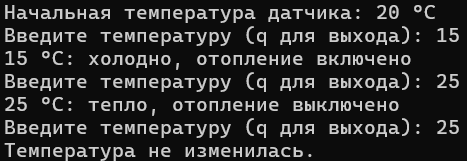 Начальная температура датчика: 20 °C
Введите температуру (q для выхода): 15
15 °C: холодно, отопление включено
Введите температуру (q для выхода): 25
25 °C: тепло, отопление выключено
Введите температуру (q для выхода): 25
Температура не изменилась.